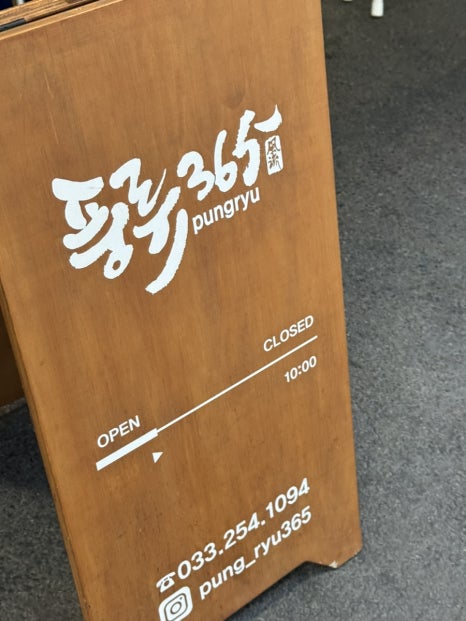 풍류365
風流
pungryu
CLOSED
10:00
OPEN
☎033.254.1094
pung_ryu365